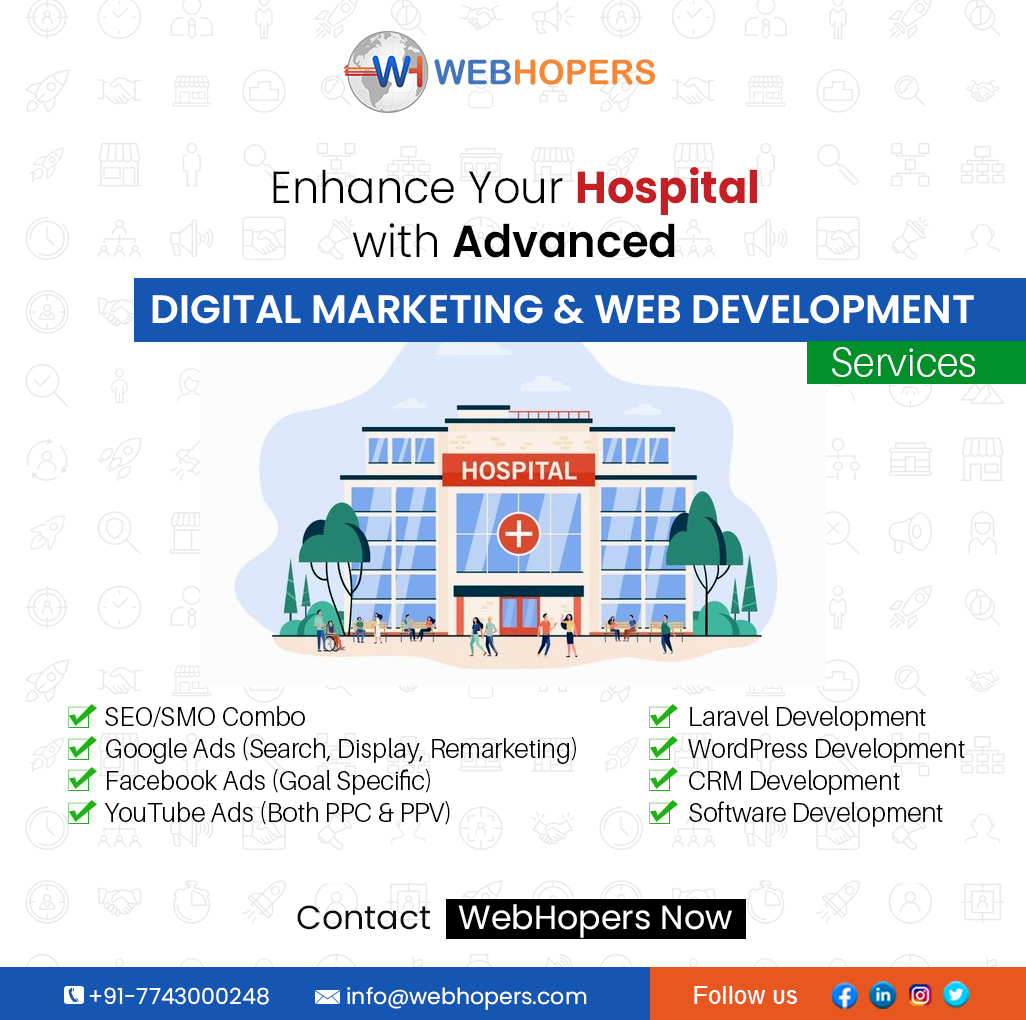 WH WEBHOPERS
Enhance Your Hospital
with Advanced
DIGITAL MARKETING & WEB DEVELOPMENT
Services
HOSPITAL
SEO/SMO Combo
Google Ads (Search, Display, Remarketing)
Facebook Ads (Goal Specific)
YouTube Ads (Both PPC & PPV)
Laravel Development
WordPress Development
CRM Development
Software Development
Contact WebHopers Now
+91-7743000248
info@webhopers.com
Follow us